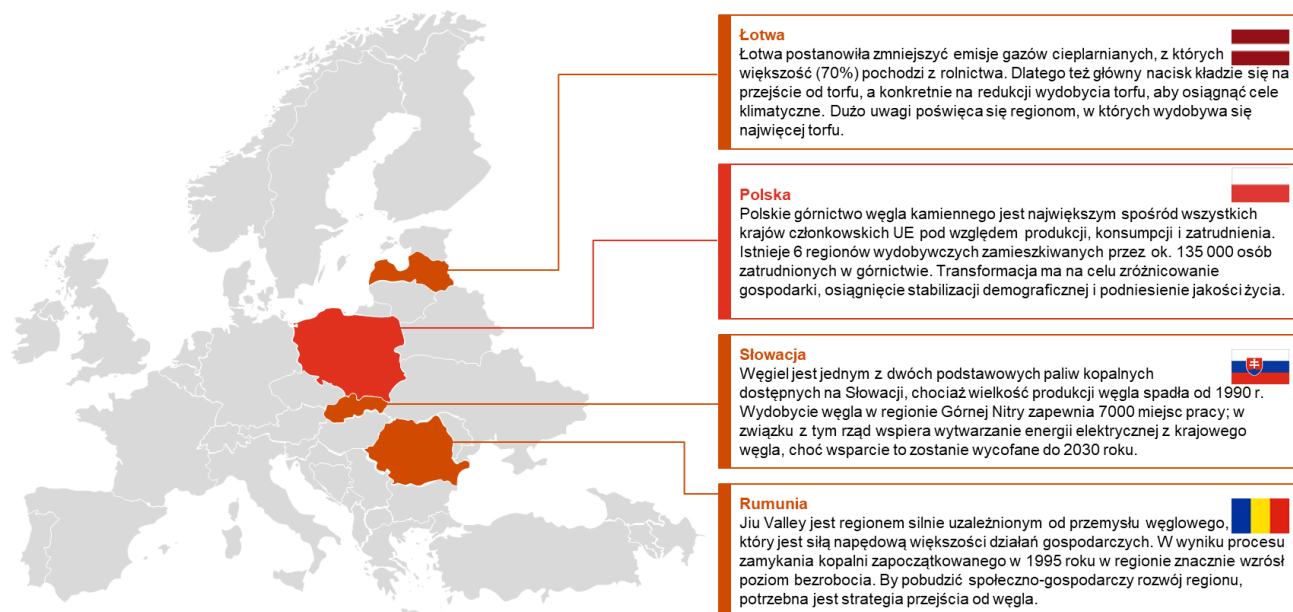 Łotwa
Łotwa postanowiła zmniejszyć emisje gazów cieplarnianych, z których
większość (70%) pochodzi z rolnictwa. Dlatego też główny nacisk kładzie się na
przejście od torfu, a konkretnie na redukcji wydobycia torfu, aby osiągnąć cele
klimatyczne. Dużo uwagi poświęca się regionom, w których wydobywa się
najwięcej torfu.
Polska
Polskie górnictwo węgla kamiennego jest największym spośród wszystkich
krajów członkowskich UE pod względem produkcji, konsumpcji i zatrudnienia.
Istnieje 6 regionów wydobywczych zamieszkiwanych przez ok. 135 000 osób
zatrudnionych w górnictwie. Transformacja ma na celu zróżnicowanie
gospodarki, osiągnięcie stabilizacji demograficznej i podniesienie jakości życia.
Słowacja
Węgiel jest jednym z dwóch podstawowych paliw kopalnych
dostępnych na Słowacji, chociaż wielkość produkcji węgla spadła od 1990 r.
Wydobycie węgla w regionie Górnej Nitry zapewnia 7000 miejsc pracy; w
związku z tym rząd wspiera wytwarzanie energii elektrycznej z krajowego
węgla, choć wsparcie to zostanie wycofane do 2030 roku.
Rumunia
Jiu Valley jest regionem silnie uzależnionym od przemysłu węglowego,
który jest siłą napędową większości działań gospodarczych. W wyniku procesu
zamykania kopalni zapoczątkowanego w 1995 roku w regionie znacznie wzrósł
poziom bezrobocia. By pobudzić społeczno-gospodarczy rozwój regionu,
potrzebna jest strategia przejścia od węgla.